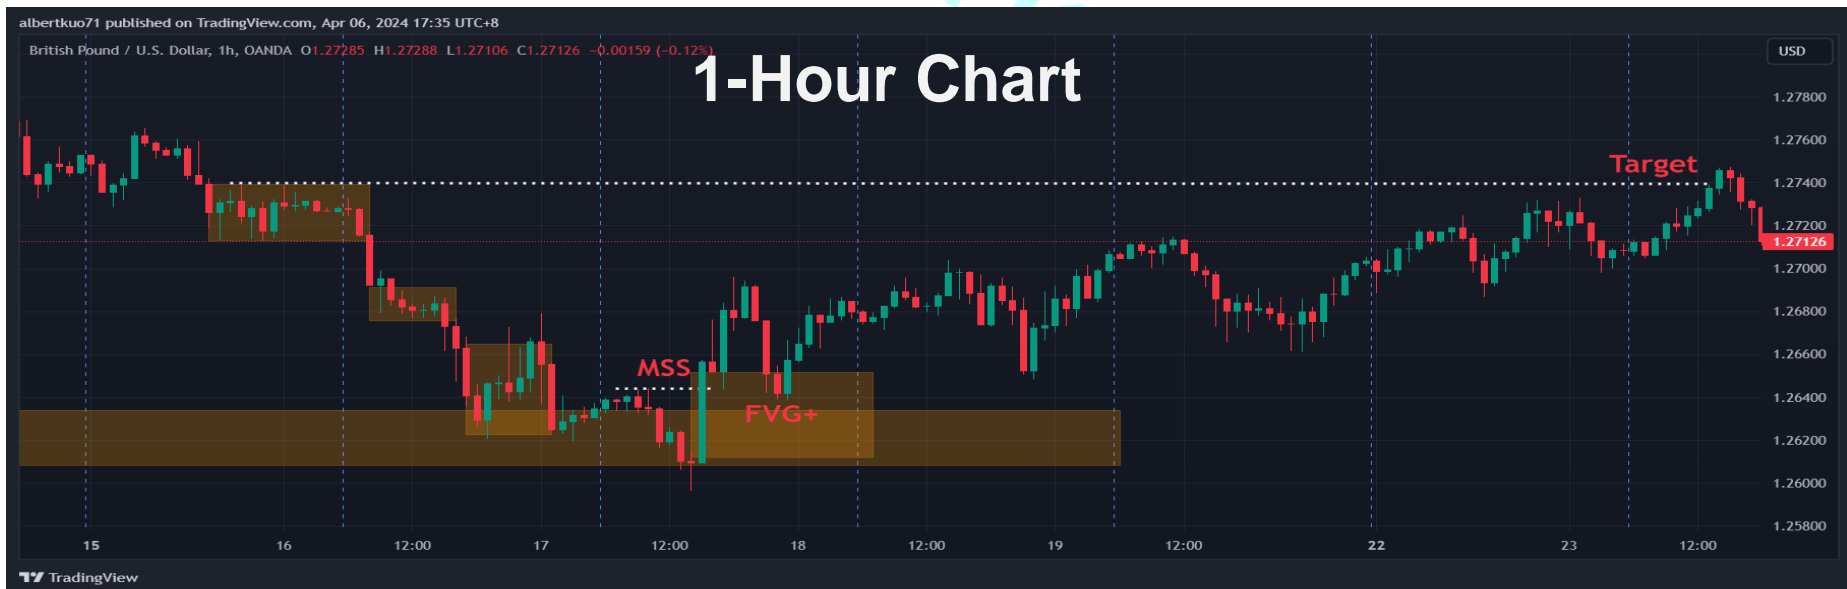 albertkuo71 published on TradingView.com, Apr 06, 2024 17:35 UTC+8
British Pound / U.S. Dollar, 1h, OANDA O1.27285 H1.27288 L1.27106 C1.27126 −0.00159 (−0.12%)
1-Hour Chart
USD
1.27800
1.27600
Target
1.27400
1.27200
1.27126
1.27000
1.26800
1.26600
MSS
1.26400
FVG+
1.26200
1.26000
1.25800
15 16 12:00 17 12:00 18 12:00 19 12:00 22 23 12:00
TradingView